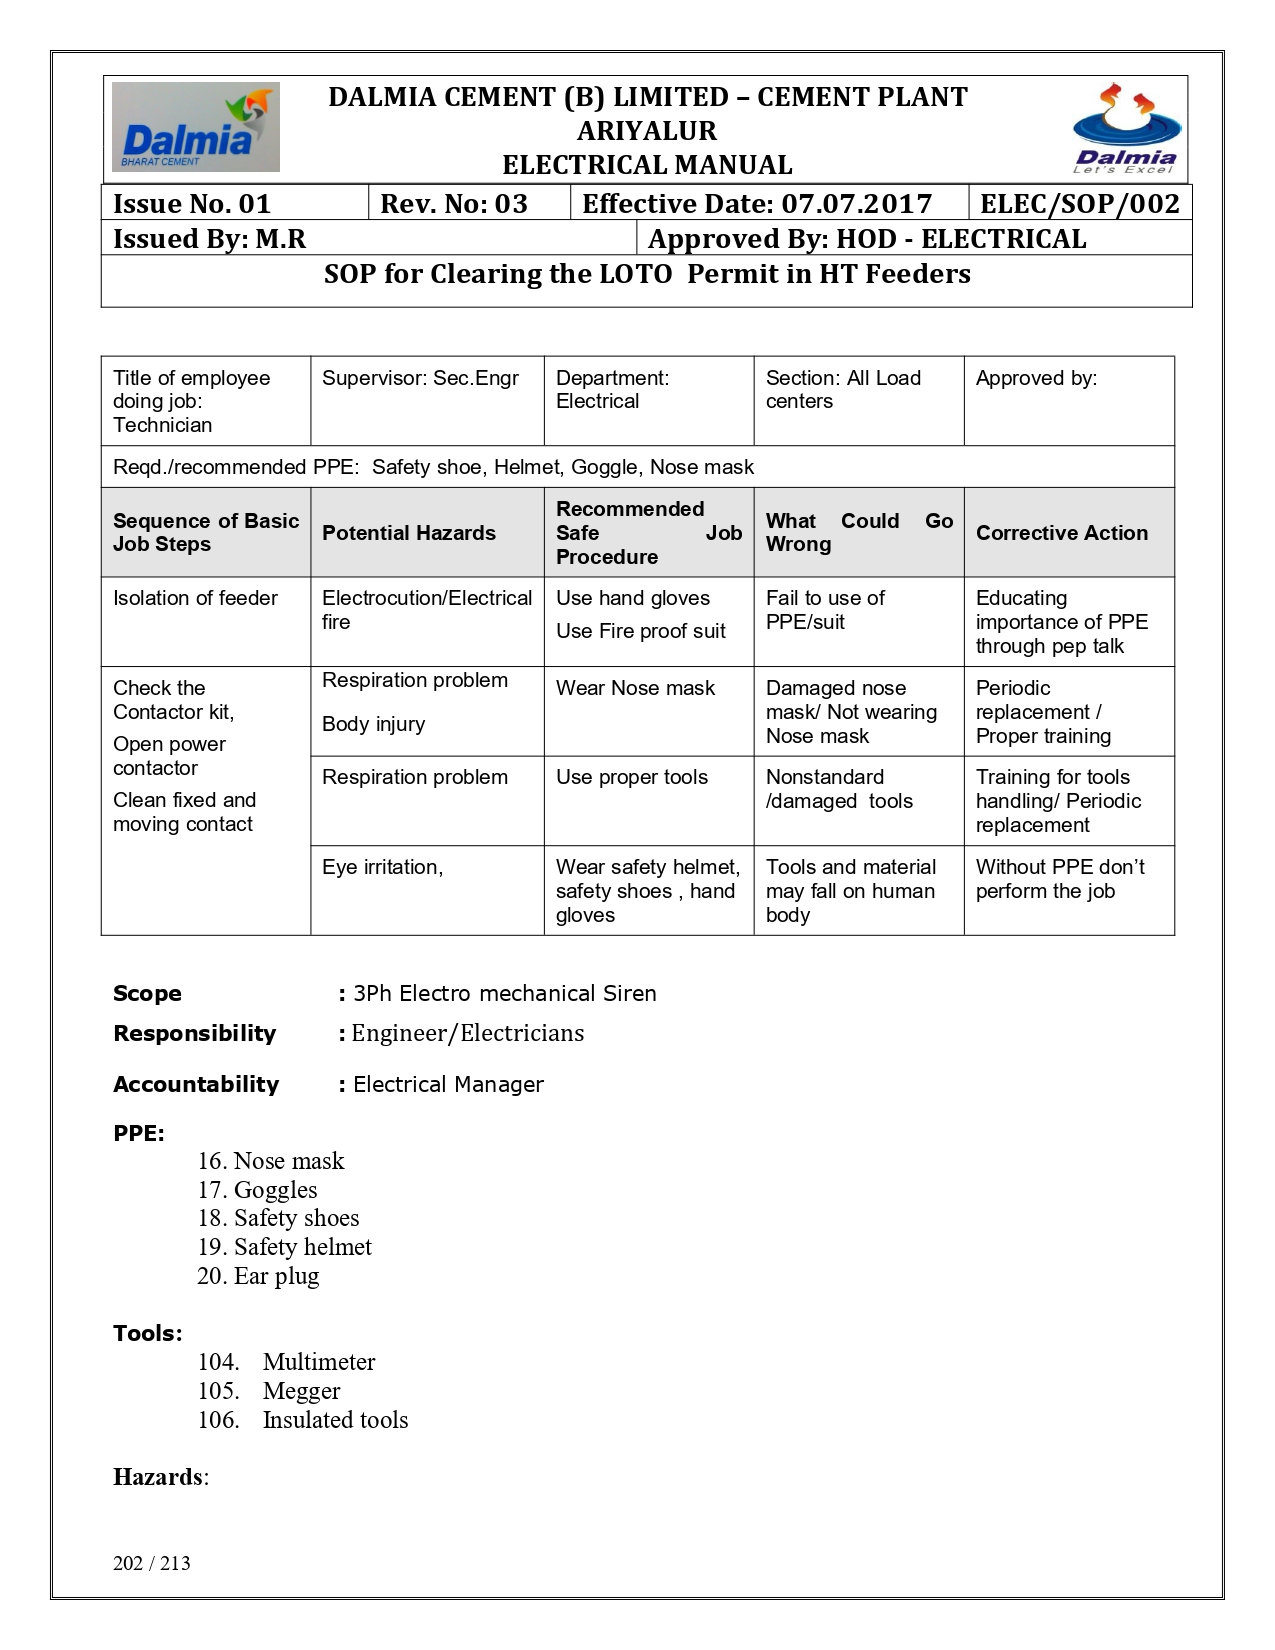 DALMIA CEMENT (B) LIMITED – CEMENT PLANT
ARIYALUR
ELECTRICAL MANUAL
Dalmia
BHARAT CEMENT
Dalmia
Let's Excel
Issue No. 01 Rev. No: 03 Effective Date: 07.07.2017 ELEC/SOP/002
Issued By: M.R Approved By: HOD - ELECTRICAL
SOP for Clearing the LOTO  Permit in HT Feeders
Title of employee
doing job:
Technician
Supervisor: Sec.Engr
Department:
Electrical
Section: All Load
centers
Approved by:
Reqd./recommended PPE:  Safety shoe, Helmet, Goggle, Nose mask
Sequence of Basic
Job Steps
Potential Hazards
Recommended
Safe Job
Procedure
What Could Go
Wrong
Corrective Action
Isolation of feeder
Electrocution/Electrical
fire
Use hand gloves
Use Fire proof suit
Fail to use of
PPE/suit
Educating
importance of PPE
through pep talk
Check the
Contactor kit,
Open power
contactor
Clean fixed and
moving contact
Respiration problem
Body injury
Wear Nose mask
Damaged nose
mask/ Not wearing
Nose mask
Periodic
replacement /
Proper training
Respiration problem
Use proper tools
Nonstandard
/damaged  tools
Training for tools
handling/ Periodic
replacement
Eye irritation,
Wear safety helmet,
safety shoes , hand
gloves
Tools and material
may fall on human
body
Without PPE don’t
perform the job
Scope : 3Ph Electro mechanical Siren
Responsibility : Engineer/Electricians
Accountability : Electrical Manager
PPE:
16. Nose mask
17. Goggles
18. Safety shoes
19. Safety helmet
20. Ear plug
Tools:
104. Multimeter
105. Megger
106. Insulated tools
Hazards:
202 / 213